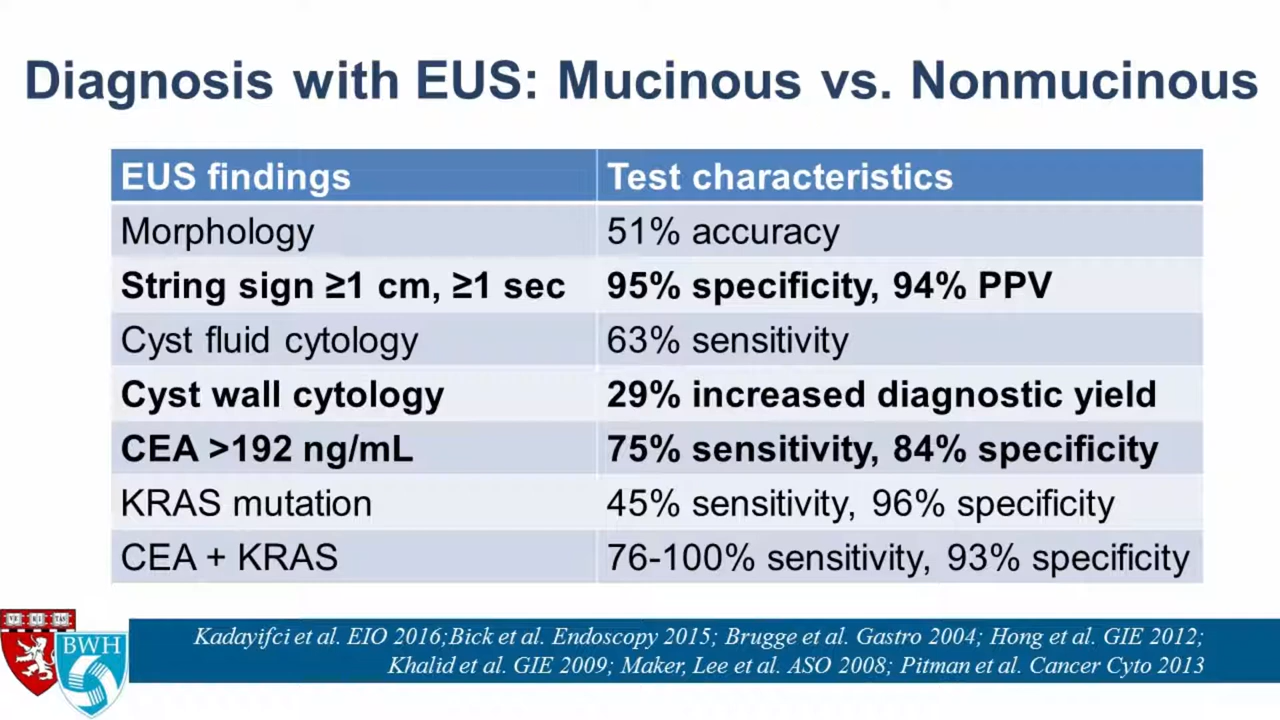 Diagnosis with EUS: Mucinous vs. Nonmucinous
EUS findings Test characteristics
Morphology 51% accuracy
String sign ≥1 cm, ≥1 sec 95% specificity, 94% PPV
Cyst fluid cytology 63% sensitivity
Cyst wall cytology 29% increased diagnostic yield
CEA >192 ng/mL 75% sensitivity, 84% specificity
KRAS mutation 45% sensitivity, 96% specificity
CEA + KRAS 76-100% sensitivity, 93% specificity
VE RI TAS
BWH
Kadayifci et al. EIO 2016;Bick et al. Endoscopy 2015; Brugge et al. Gastro 2004; Hong et al. GIE 2012;
Khalid et al. GIE 2009; Maker, Lee et al. ASO 2008; Pitman et al. Cancer Cyto 2013